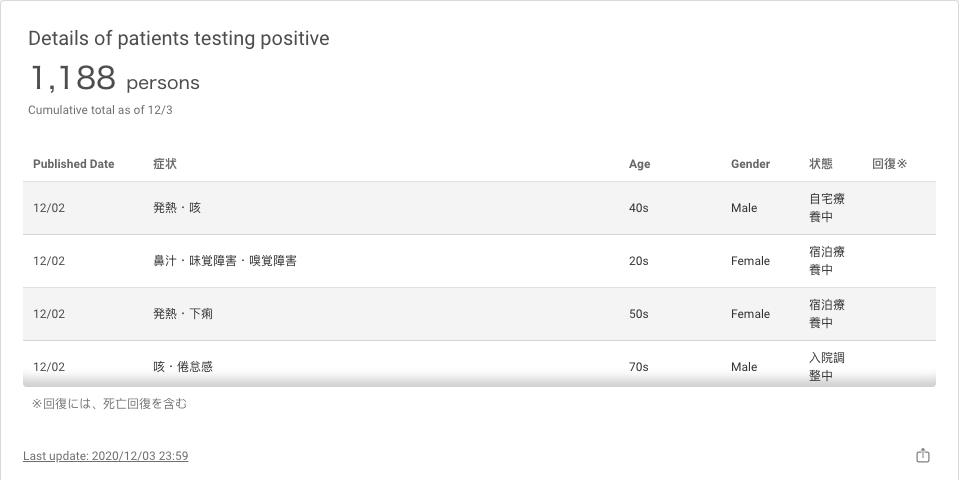 Details of patients testing positive
1,188 persons
Cumulative total as of 12/3
Published Date 症状 Age Gender 状態 回復※
12/02 発熱・咳 40s Male 自宅療
養中
12/02 鼻汁・味覚障害・嗅覚障害 20s Female 宿泊療
養中
12/02 発熱・下痢 50s Female 宿泊療
養中
12/02 咳・倦怠感 70s Male 入院調
整中
※回復には、死亡回復を含む
Last update: 2020/12/03 23:59